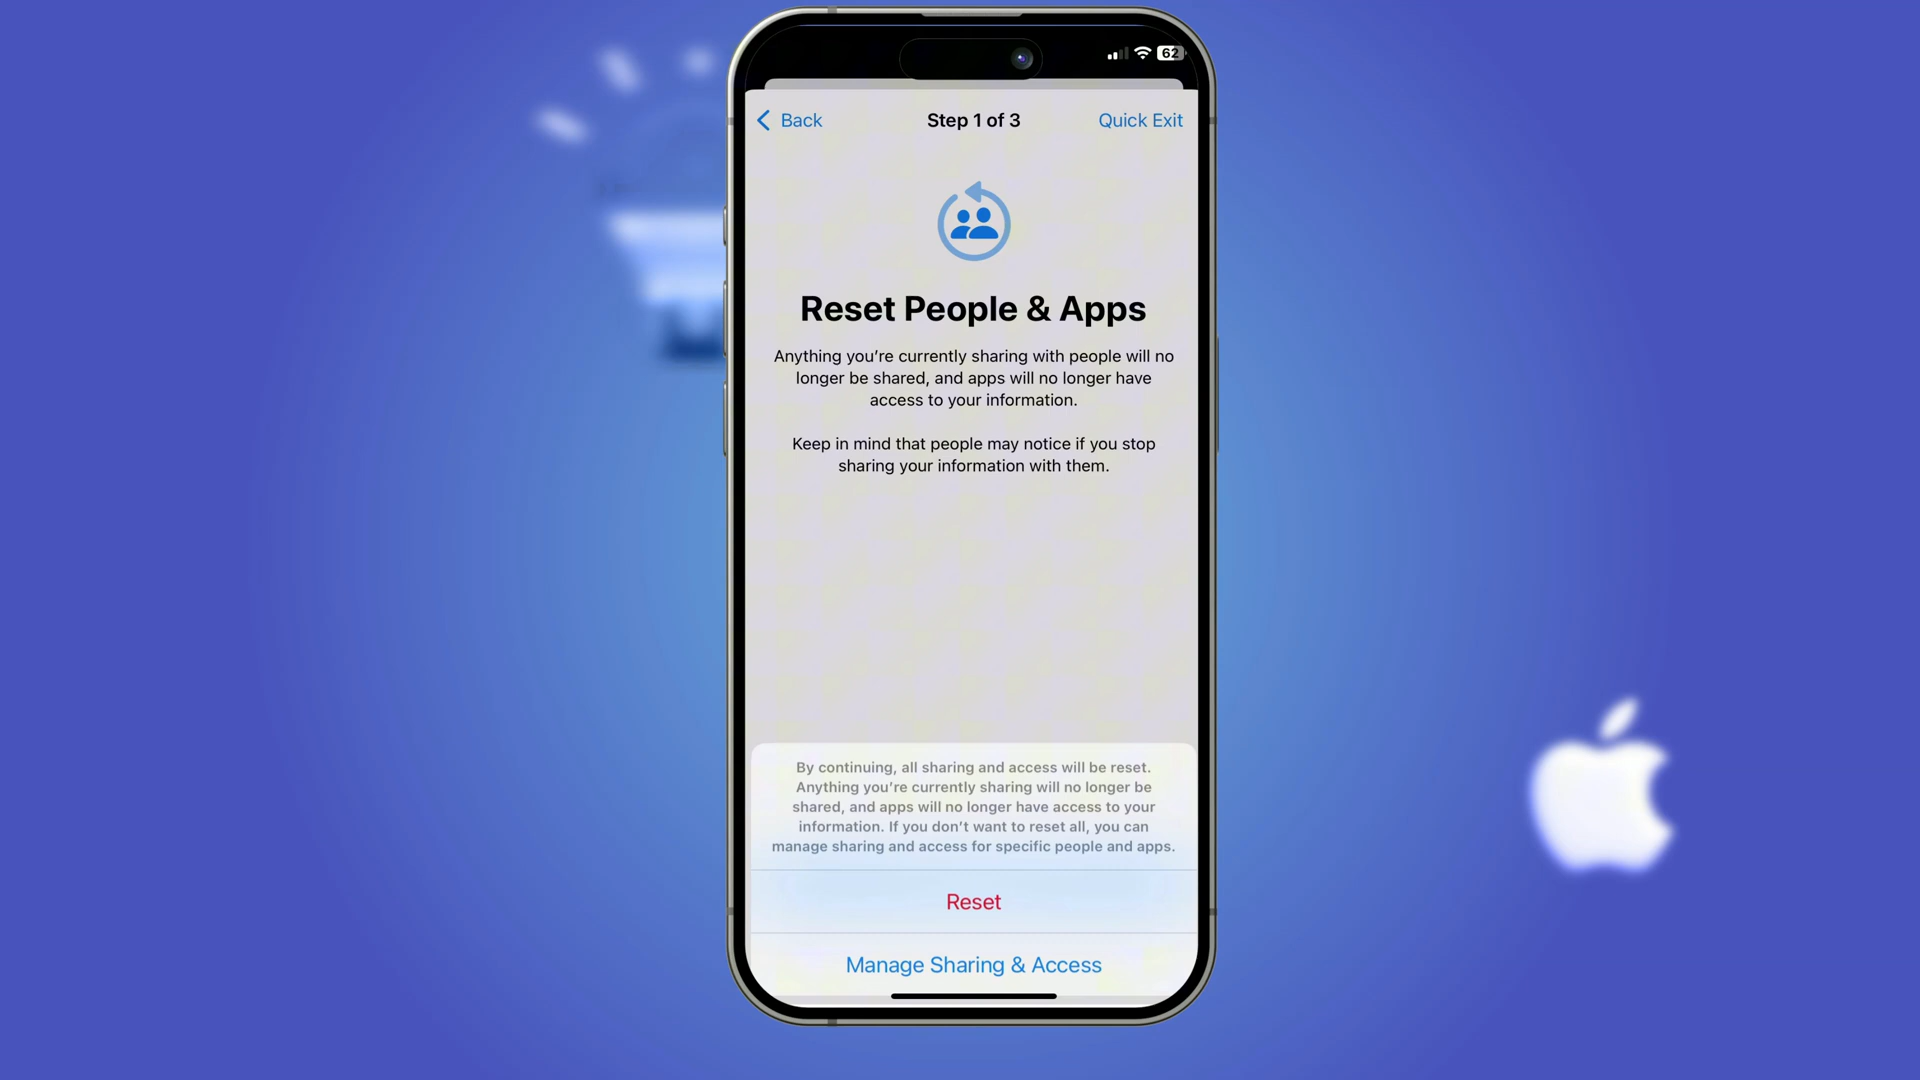 62
Back
Step 1 of 3
Quick Exit
Reset People & Apps
Anything you’re currently sharing with people will no
longer be shared, and apps will no longer have
access to your information.
Keep in mind that people may notice if you stop
sharing your information with them.
By continuing, all sharing and access will be reset.
Anything you’re currently sharing will no longer be
shared, and apps will no longer have access to your
information. If you don’t want to reset all, you can
manage sharing and access for specific people and apps.
Reset
Manage Sharing & Access